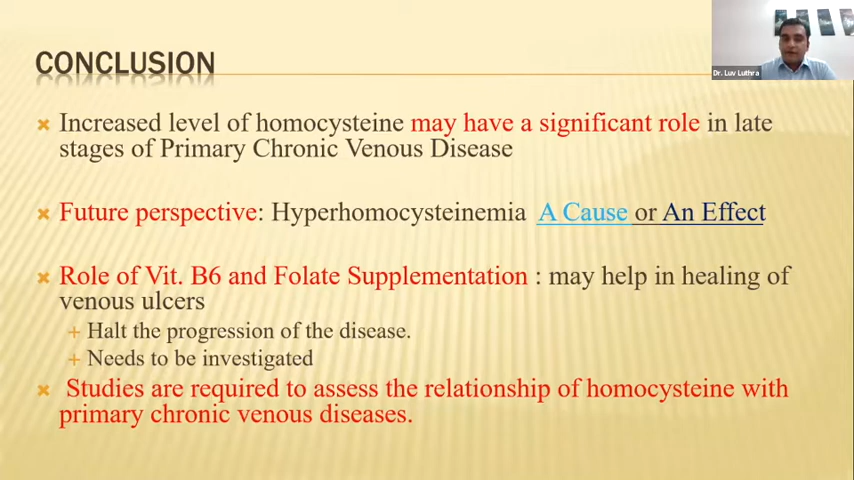 CONCLUSION
Dr. Luv Luthra
Increased level of homocysteine may have a significant role in late
stages of Primary Chronic Venous Disease
Future perspective: Hyperhomocysteinemia A Cause or An Effect
Role of Vit. B6 and Folate Supplementation : may help in healing of
venous ulcers
Halt the progression of the disease.
Needs to be investigated
Studies are required to assess the relationship of homocysteine with
primary chronic venous diseases.